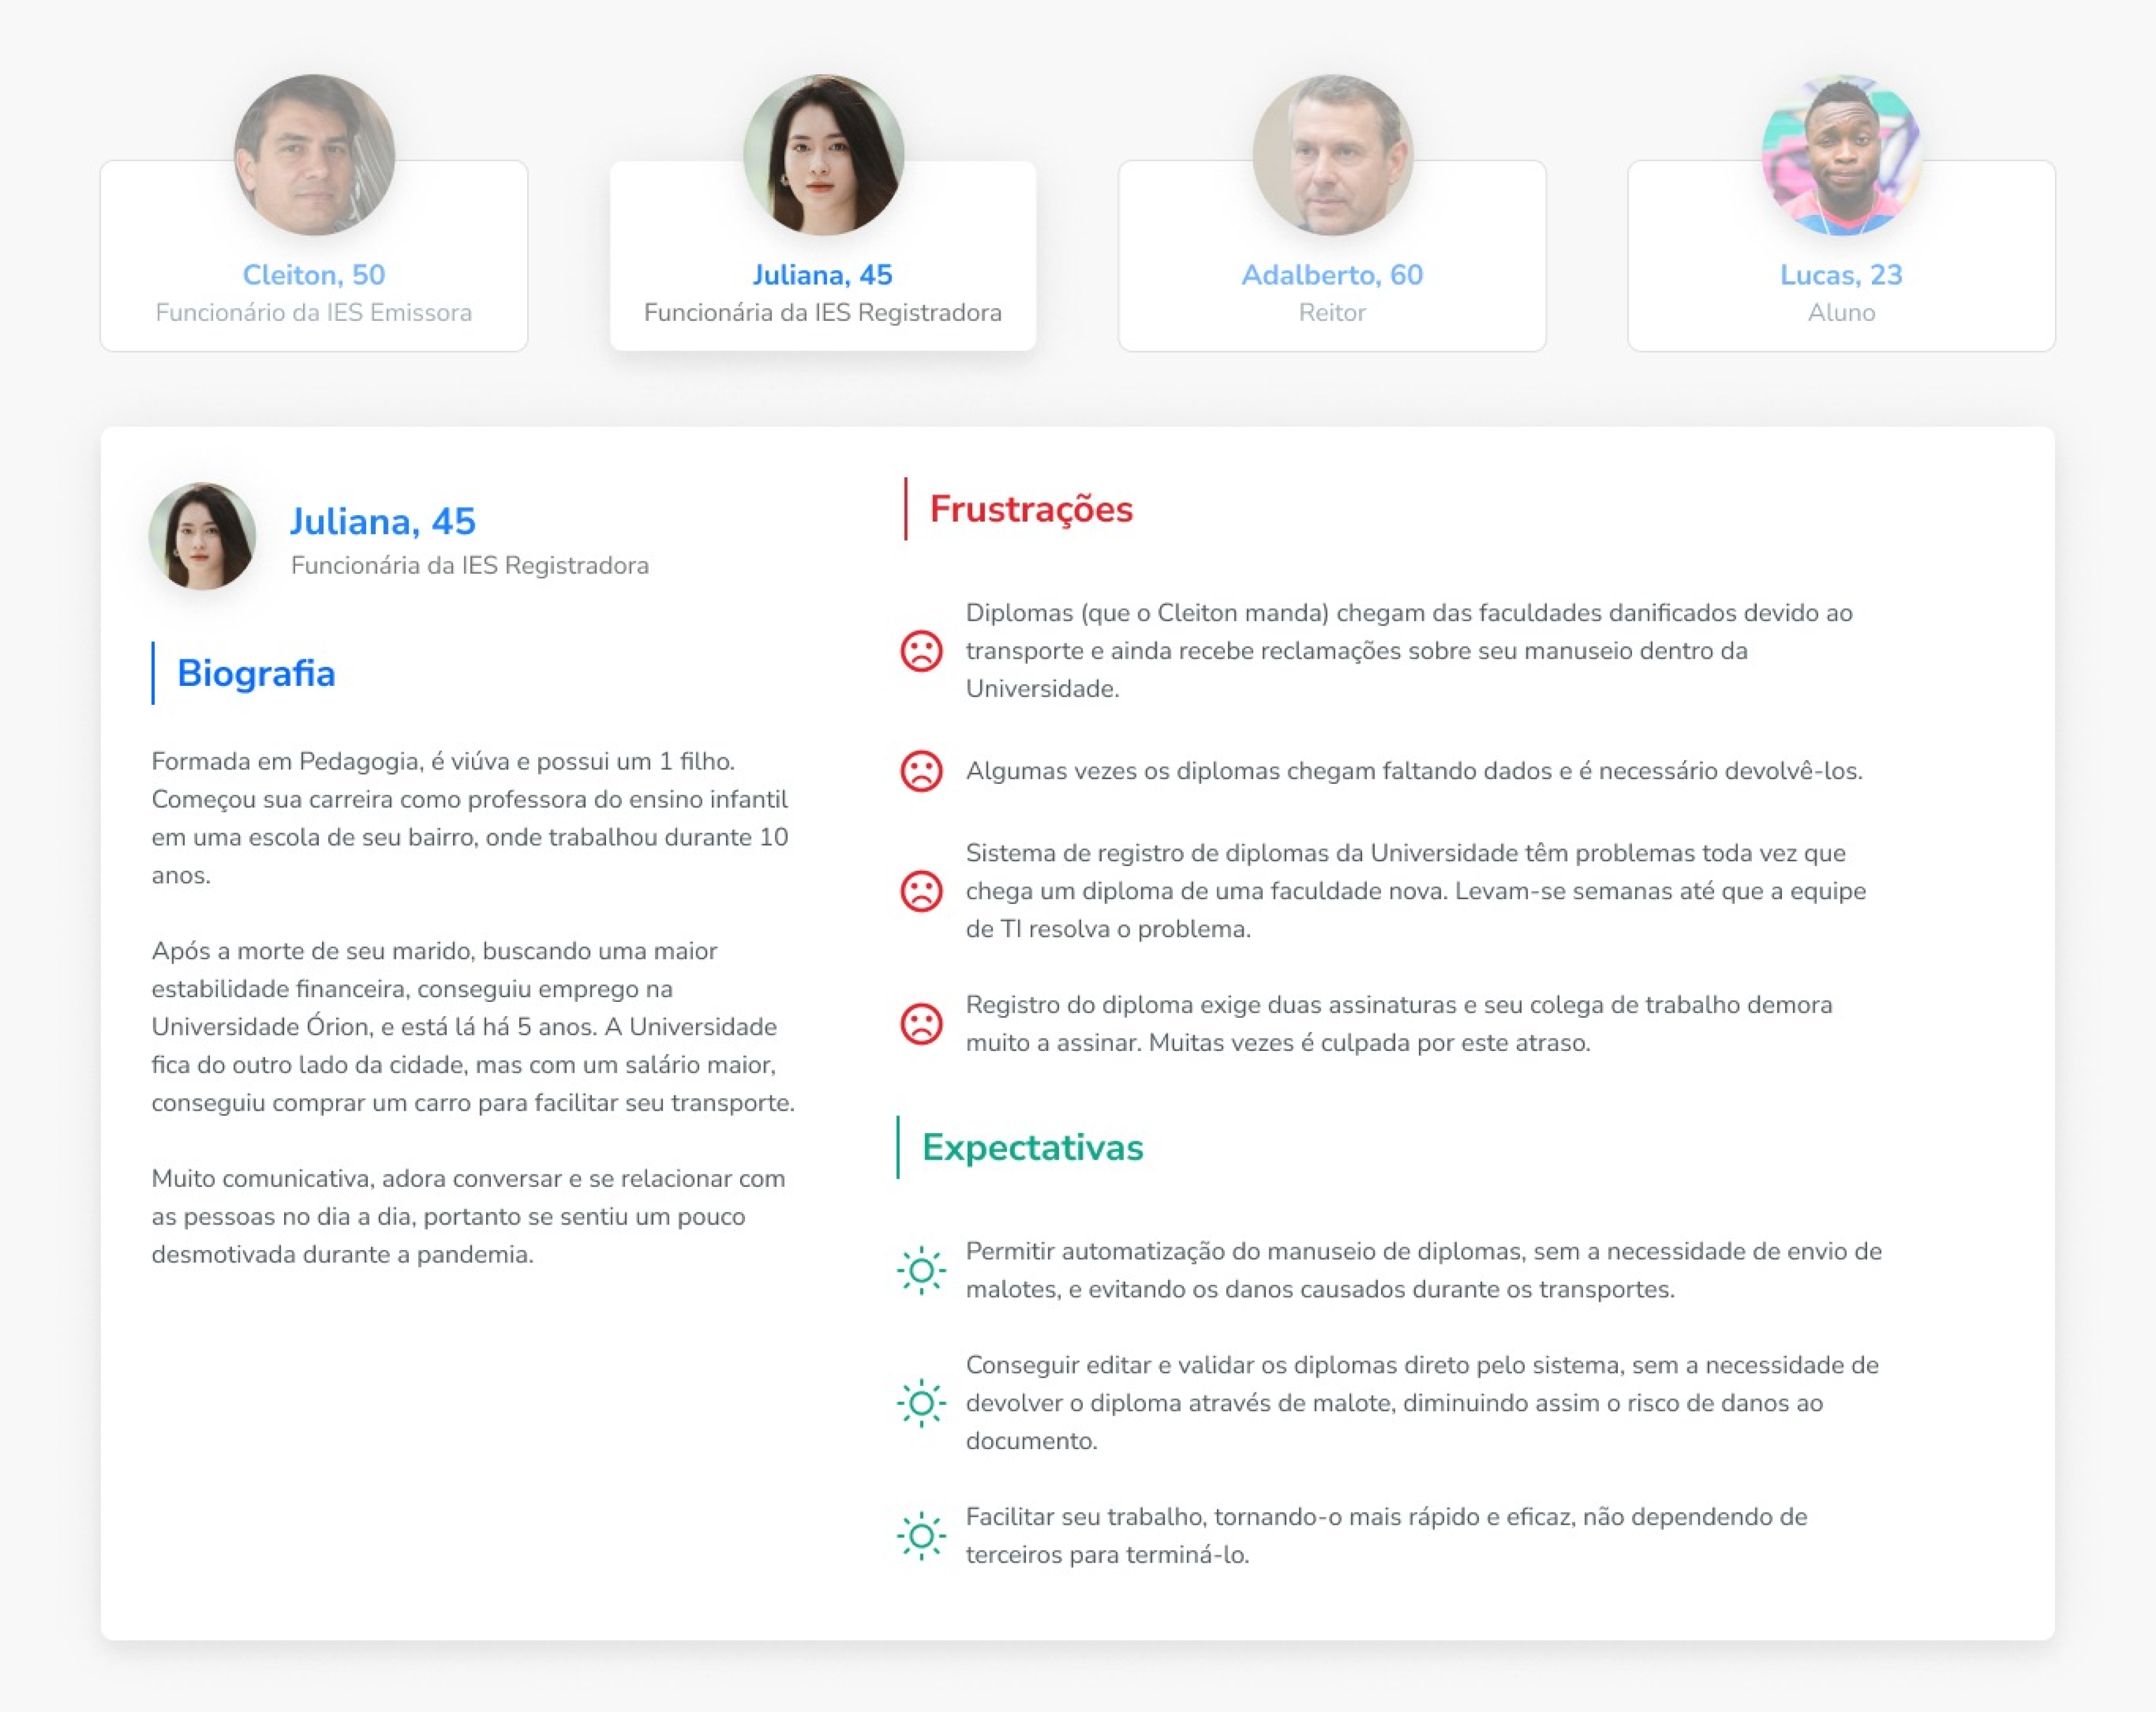 Cleiton, 50
Funcionário da IES Emissora
Juliana, 45
Funcionária da IES Registradora
Adalberto, 60
Reitor
Lucas, 23
Aluno
Juliana, 45
Funcionária da IES Registradora
Biografia
Formada em Pedagogia, é viúva e possui um 1 filho.
Começou sua carreira como professora do ensino infantil
em uma escola de seu bairro, onde trabalhou durante 10
anos.
Após a morte de seu marido, buscando uma maior
estabilidade financeira, conseguiu emprego na
Universidade Órion, e está lá há 5 anos. A Universidade
fica do outro lado da cidade, mas com um salário maior,
conseguiu comprar um carro para facilitar seu transporte.
Muito comunicativa, adora conversar e se relacionar com
as pessoas no dia a dia, portanto se sentiu um pouco
desmotivada durante a pandemia.
Frustrações
Diplomas (que o Cleiton manda) chegam das faculdades danificados devido ao
transporte e ainda recebe reclamações sobre seu manuseio dentro da
Universidade.
Algumas vezes os diplomas chegam faltando dados e é necessário devolvê-los.
Sistema de registro de diplomas da Universidade têm problemas toda vez que
chega um diploma de uma faculdade nova. Levam-se semanas até que a equipe
de TI resolva o problema.
Registro do diploma exige duas assinaturas e seu colega de trabalho demora
muito a assinar. Muitas vezes é culpada por este atraso.
Expectativas
Permitir automatização do manuseio de diplomas, sem a necessidade de envio de
malotes, e evitando os danos causados durante os transportes.
Conseguir editar e validar os diplomas direto pelo sistema, sem a necessidade de
devolver o diploma através de malote, diminuindo assim o risco de danos ao
documento.
Facilitar seu trabalho, tornando-o mais rápido e eficaz, não dependendo de
terceiros para terminá-lo.